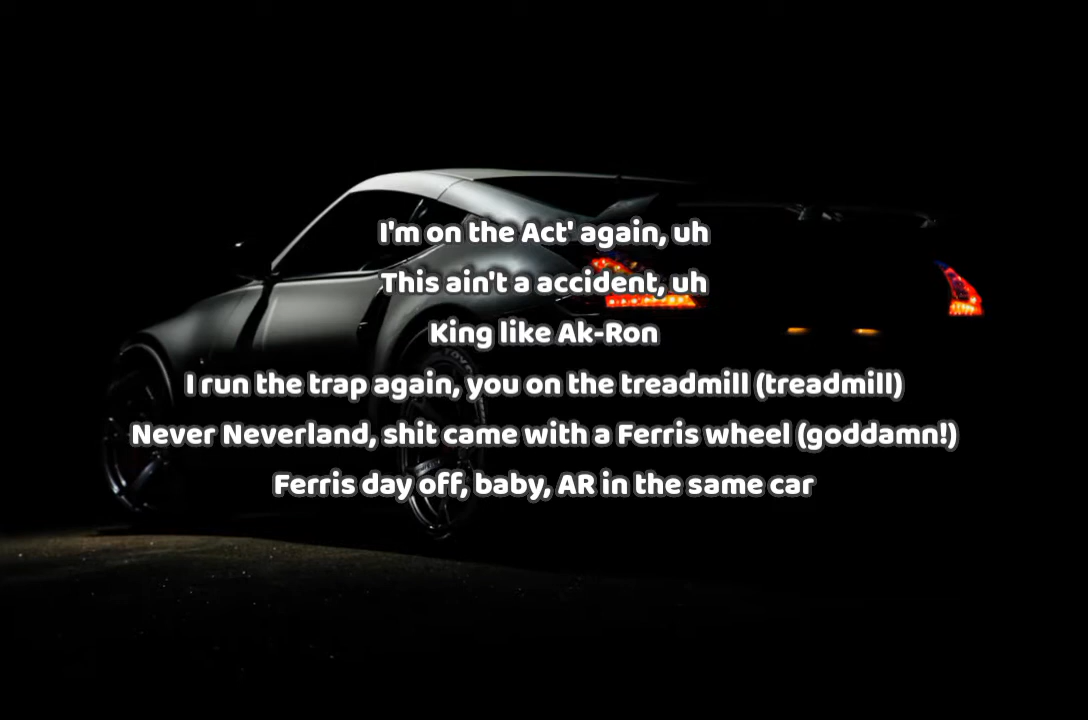 I'm on the Act' again, uh
This ain't a accident, uh
King like Ak-Ron
I run the trap again, you on the treadmill (treadmill)
Never Neverland, shit came with a Ferris wheel (goddamn!)
Ferris day off, baby, AR in the same car